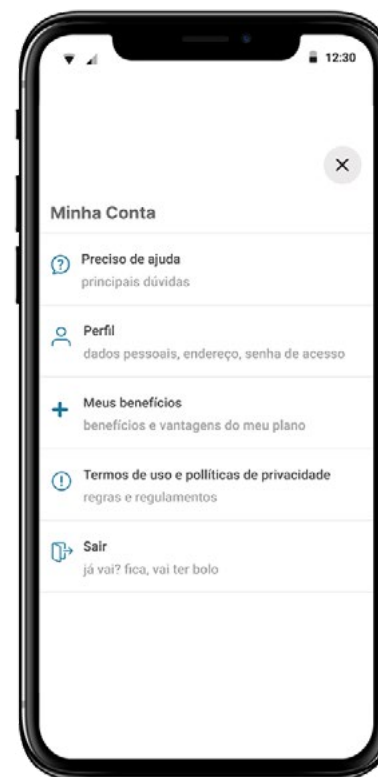 12:30
Minha Conta
Preciso de ajuda
principais dúvidas
Perfil
dados pessoais, endereço, senha de acesso
Meus benefícios
benefícios e vantagens do meu plano
Termos de uso e pollíticas de privacidade
regras e regulamentos
Sair
já vai? fica, vai ter bolo